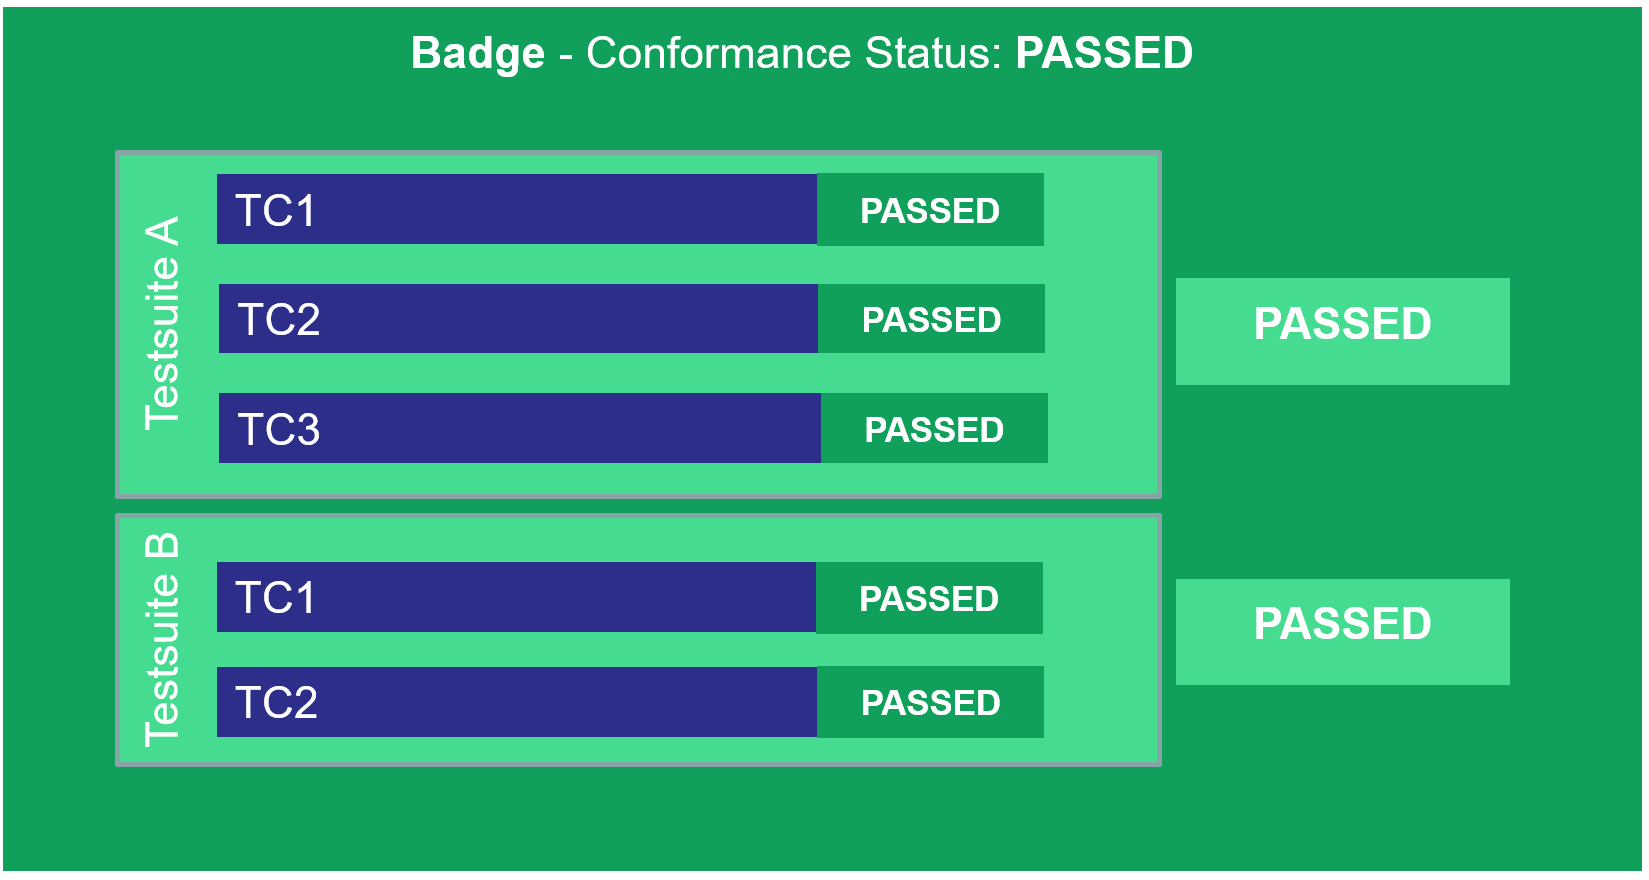 Badge - Conformance Status: PASSED
Testsuite A
TC1 PASSED
TC2 PASSED
TC3 PASSED
PASSED
Testsuite B
TC1 PASSED
TC2 PASSED
PASSED